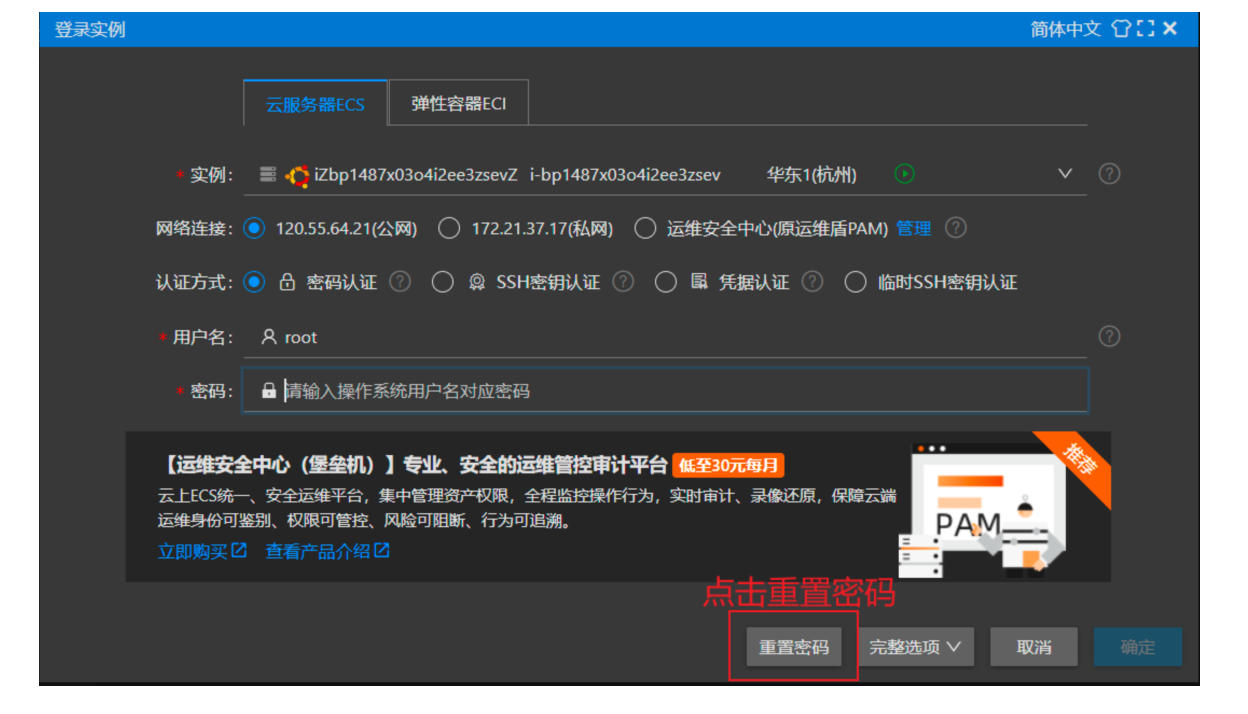 登录实例 简体中文
云服务器ECS 弹性容器ECI
* 实例: iZbp1487x03o4i2ee3zsevZ i-bp1487x03o4i2ee3zsev 华东1(杭州)
网络连接: 120.55.64.21(公网) 172.21.37.17(私网) 运维安全中心(原运维盾PAM) 管理
认证方式: 密码认证 SSH密钥认证 凭据认证 临时SSH密钥认证
* 用户名: root
* 密码: 请输入操作系统用户名对应密码
【运维安全中心（堡垒机）】专业、安全的运维管控审计平台 低至30元每月
推荐
云上ECS统一、安全运维平台，集中管理资产权限，全程监控操作行为，实时审计、录像还原，保障云端
运维身份可鉴别、权限可管控、风险可阻断、行为可追溯。
PAM
立即购买 查看产品介绍
点击重置密码
重置密码 完整选项 取消 确定